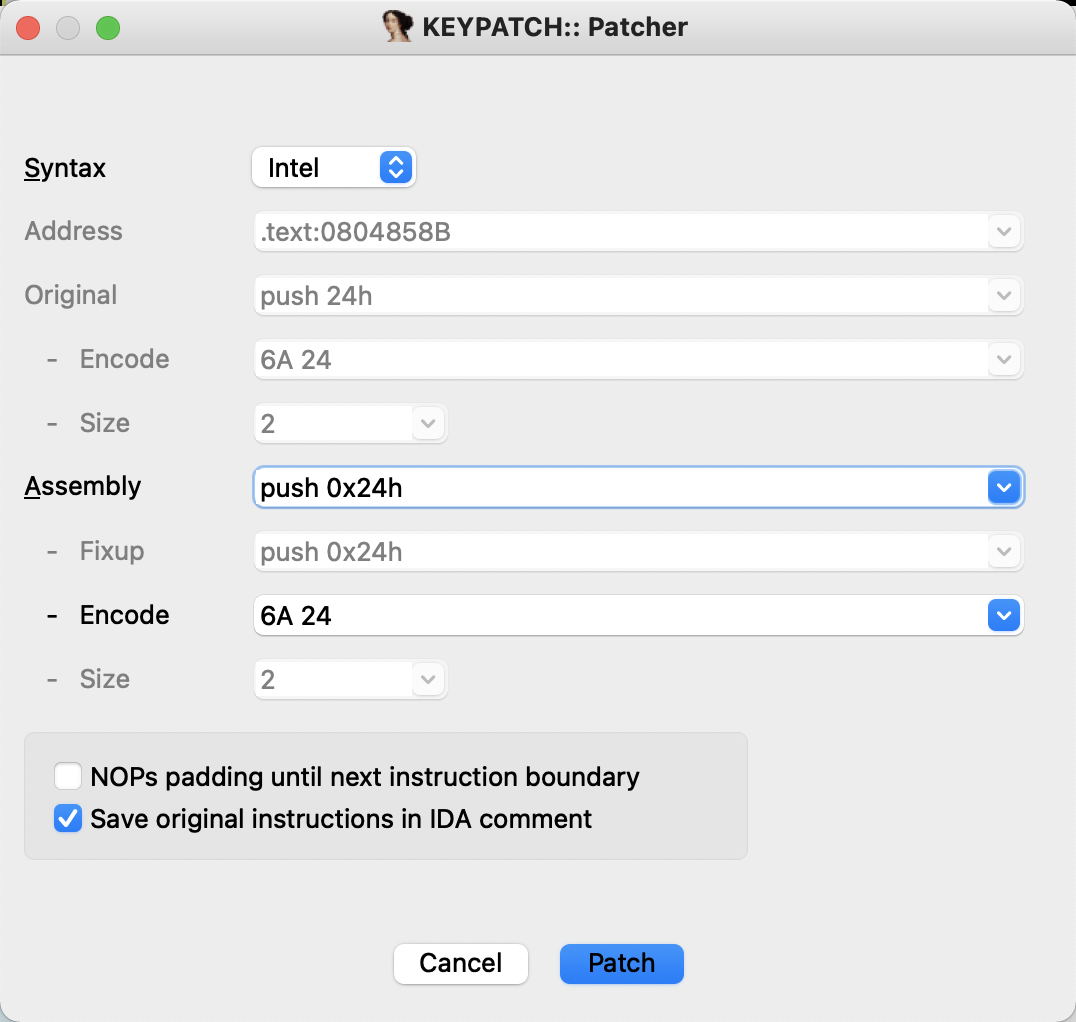 KEYPATCH:: Patcher
Syntax Intel
Address .text:0804858B
Original push 24h
- Encode 6A 24
- Size 2
Assembly push 0x24h
- Fixup push 0x24h
- Encode 6A 24
- Size 2
NOPs padding until next instruction boundary
Save original instructions in IDA comment
Cancel Patch